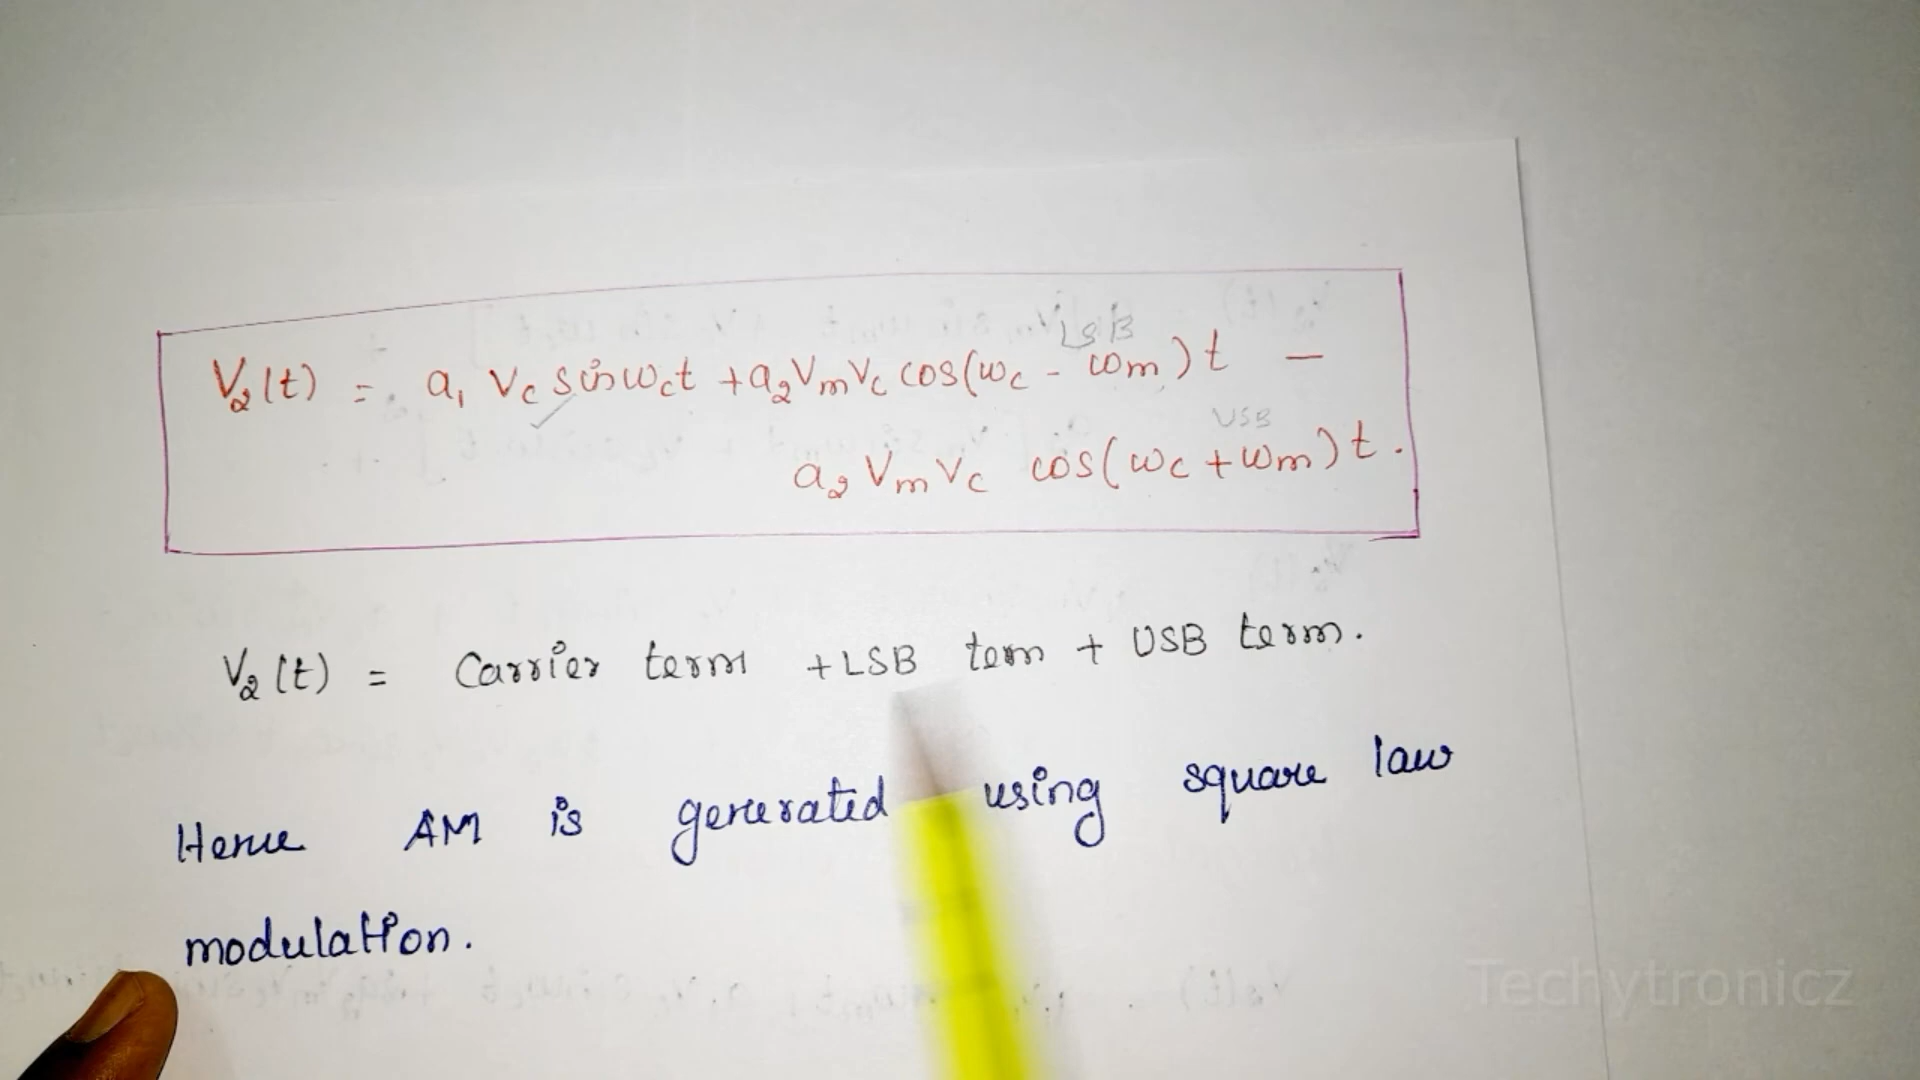 V₂(t) = a₁ Vc sinωct + a₂VmVc cos(ωc - ωm)t −
LSB
USB
a₂ Vm Vc cos(ωc + ωm)t.
V₂(t) = Carrier term + LSB term + USB term.
Hence AM is generated using square law
modulation.
Techytronicz